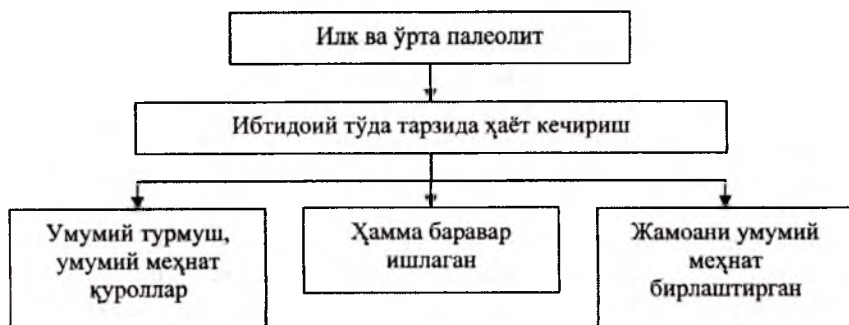 Илк ва ўрта палеолит
Ибтидоий тўда тарзида ҳаёт кечириш
Умумий турмуш,
умумий меҳнат
қуроллар
Ҳамма баравар
ишлаган
Жамоани умумий
меҳнат
бирлаштирган